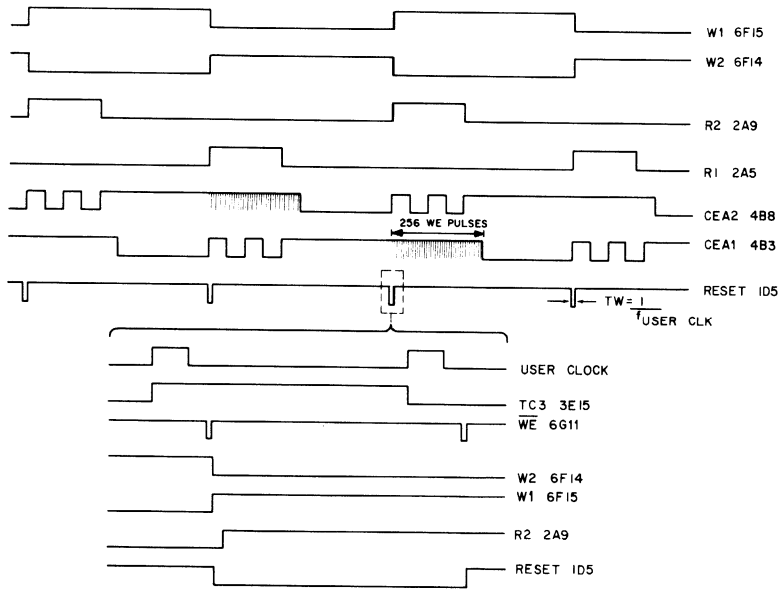 W1 6F15
W2 6F14
R2 2A9
R1 2A5
CEA2 4B8
256 WE PULSES
CEA1 4B3
RESET 1D5
TW = 1
f USER CLK
USER CLOCK
TC3 3E15
WE 6G11
W2 6F14
W1 6F15
R2 2A9
RESET 1D5